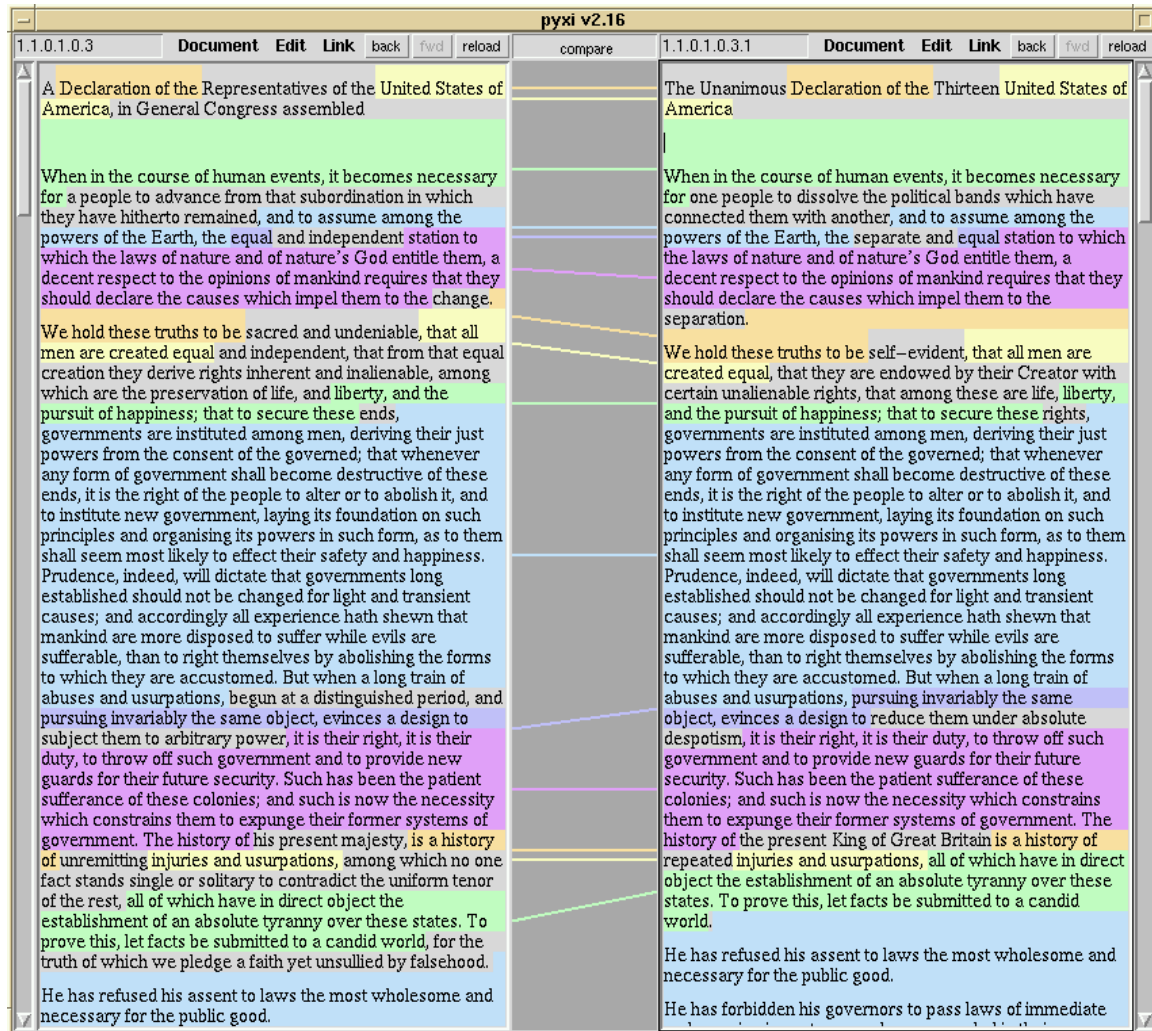 pyxi v2.16
1.1.0.1.0.3 Document Edit Link back fwd reload
compare
1.1.0.1.0.3.1 Document Edit Link back fwd reload
A Declaration of the Representatives of the United States of
America, in General Congress assembled
When in the course of human events, it becomes necessary
for a people to advance from that subordination in which
they have hitherto remained, and to assume among the
powers of the Earth, the equal and independent station to
which the laws of nature and of nature's God entitle them, a
decent respect to the opinions of mankind requires that they
should declare the causes which impel them to the change.
We hold these truths to be sacred and undeniable, that all
men are created equal and independent, that from that equal
creation they derive rights inherent and inalienable, among
which are the preservation of life, and liberty, and the
pursuit of happiness; that to secure these ends,
governments are instituted among men, deriving their just
powers from the consent of the governed; that whenever
any form of government shall become destructive of these
ends, it is the right of the people to alter or to abolish it, and
to institute new government, laying its foundation on such
principles and organising its powers in such form, as to them
shall seem most likely to effect their safety and happiness.
Prudence, indeed, will dictate that governments long
established should not be changed for light and transient
causes; and accordingly all experience hath shewn that
mankind are more disposed to suffer while evils are
sufferable, than to right themselves by abolishing the forms
to which they are accustomed. But when a long train of
abuses and usurpations, begun at a distinguished period, and
pursuing invariably the same object, evinces a design to
subject them to arbitrary power, it is their right, it is their
duty, to throw off such government and to provide new
guards for their future security. Such has been the patient
sufferance of these colonies; and such is now the necessity
which constrains them to expunge their former systems of
government. The history of his present majesty, is a history
of unremitting injuries and usurpations, among which no one
fact stands single or solitary to contradict the uniform tenor
of the rest, all of which have in direct object the
establishment of an absolute tyranny over these states. To
prove this, let facts be submitted to a candid world, for the
truth of which we pledge a faith yet unsullied by falsehood.
He has refused his assent to laws the most wholesome and
necessary for the public good.
The Unanimous Declaration of the Thirteen United States of
America
When in the course of human events, it becomes necessary
for one people to dissolve the political bands which have
connected them with another, and to assume among the
powers of the Earth, the separate and equal station to which
the laws of nature and of nature's God entitle them, a
decent respect to the opinions of mankind requires that they
should declare the causes which impel them to the
separation.
We hold these truths to be self-evident, that all men are
created equal, that they are endowed by their Creator with
certain unalienable rights, that among these are life, liberty,
and the pursuit of happiness; that to secure these rights,
governments are instituted among men, deriving their just
powers from the consent of the governed; that whenever
any form of government shall become destructive of these
ends, it is the right of the people to alter or to abolish it, and
to institute new government, laying its foundation on such
principles and organising its powers in such form, as to them
shall seem most likely to effect their safety and happiness.
Prudence, indeed, will dictate that governments long
established should not be changed for light and transient
causes; and accordingly all experience hath shewn that
mankind are more disposed to suffer while evils are
sufferable, than to right themselves by abolishing the forms
to which they are accustomed. But when a long train of
abuses and usurpations, pursuing invariably the same
object, evinces a design to reduce them under absolute
despotism, it is their right, it is their duty, to throw off such
government and to provide new guards for their future
security. Such has been the patient sufferance of these
colonies; and such is now the necessity which constrains
them to expunge their former systems of government. The
history of the present King of Great Britain is a history of
repeated injuries and usurpations, all of which have in direct
object the establishment of an absolute tyranny over these
states. To prove this, let facts be submitted to a candid
world.
He has refused his assent to laws the most wholesome and
necessary for the public good.
He has forbidden his governors to pass laws of immediate